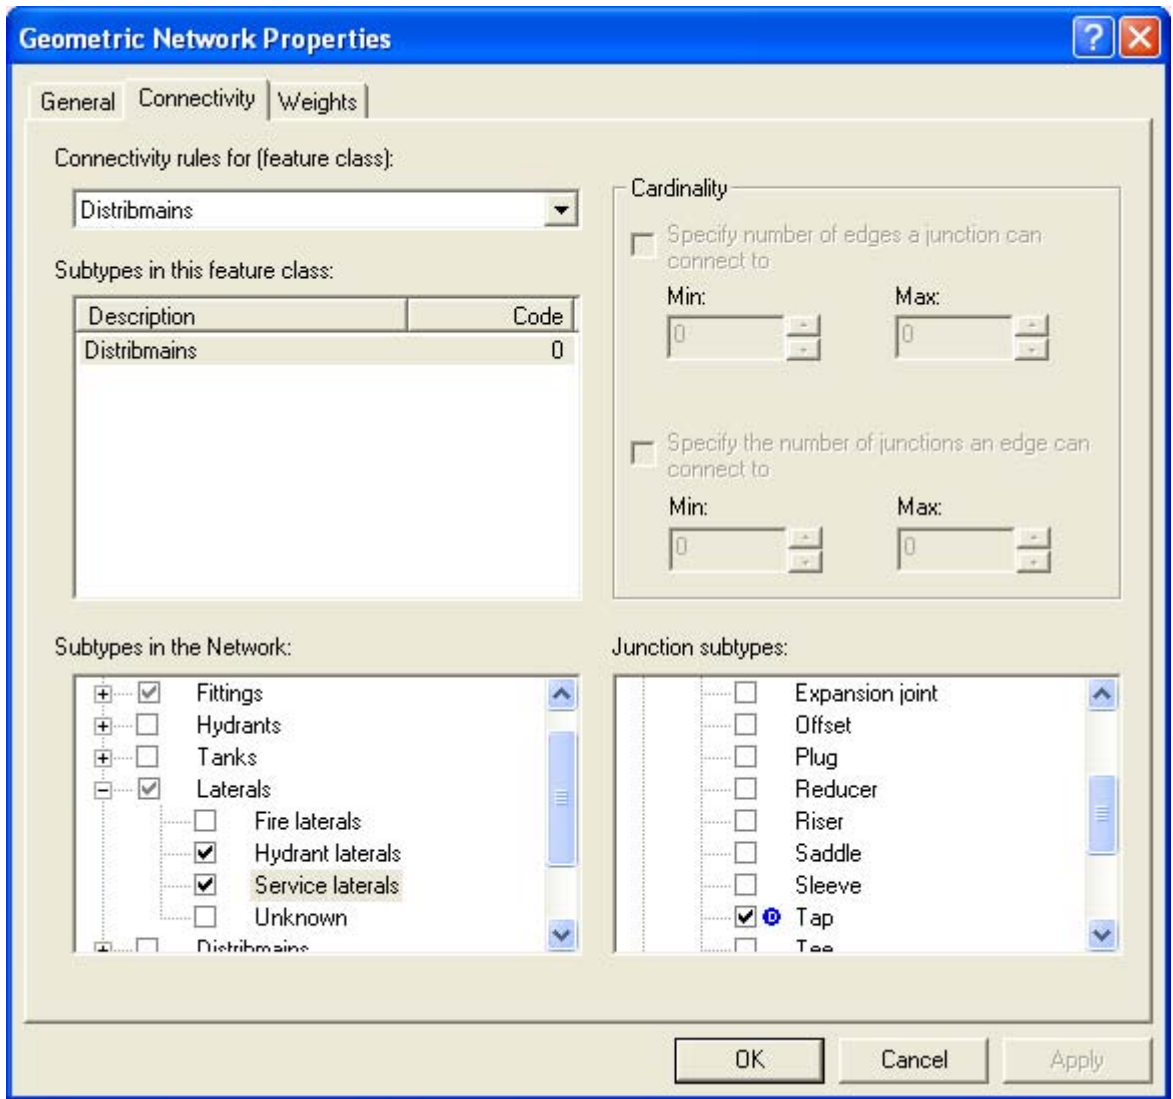 Geometric Network Properties
General Connectivity Weights
Connectivity rules for (feature class):
Distribmains
Subtypes in this feature class:
Description Code
Distribmains 0
Cardinality
Specify number of edges a junction can
connect to
Min: Max:
0 0
Specify the number of junctions an edge can
connect to
Min: Max:
0 0
Subtypes in the Network:
Fittings
Hydrants
Tanks
Laterals
Fire laterals
Hydrant laterals
Service laterals
Unknown
Distribmains
Junction subtypes:
Expansion joint
Offset
Plug
Reducer
Riser
Saddle
Sleeve
D Tap
Tee
OK Cancel Apply